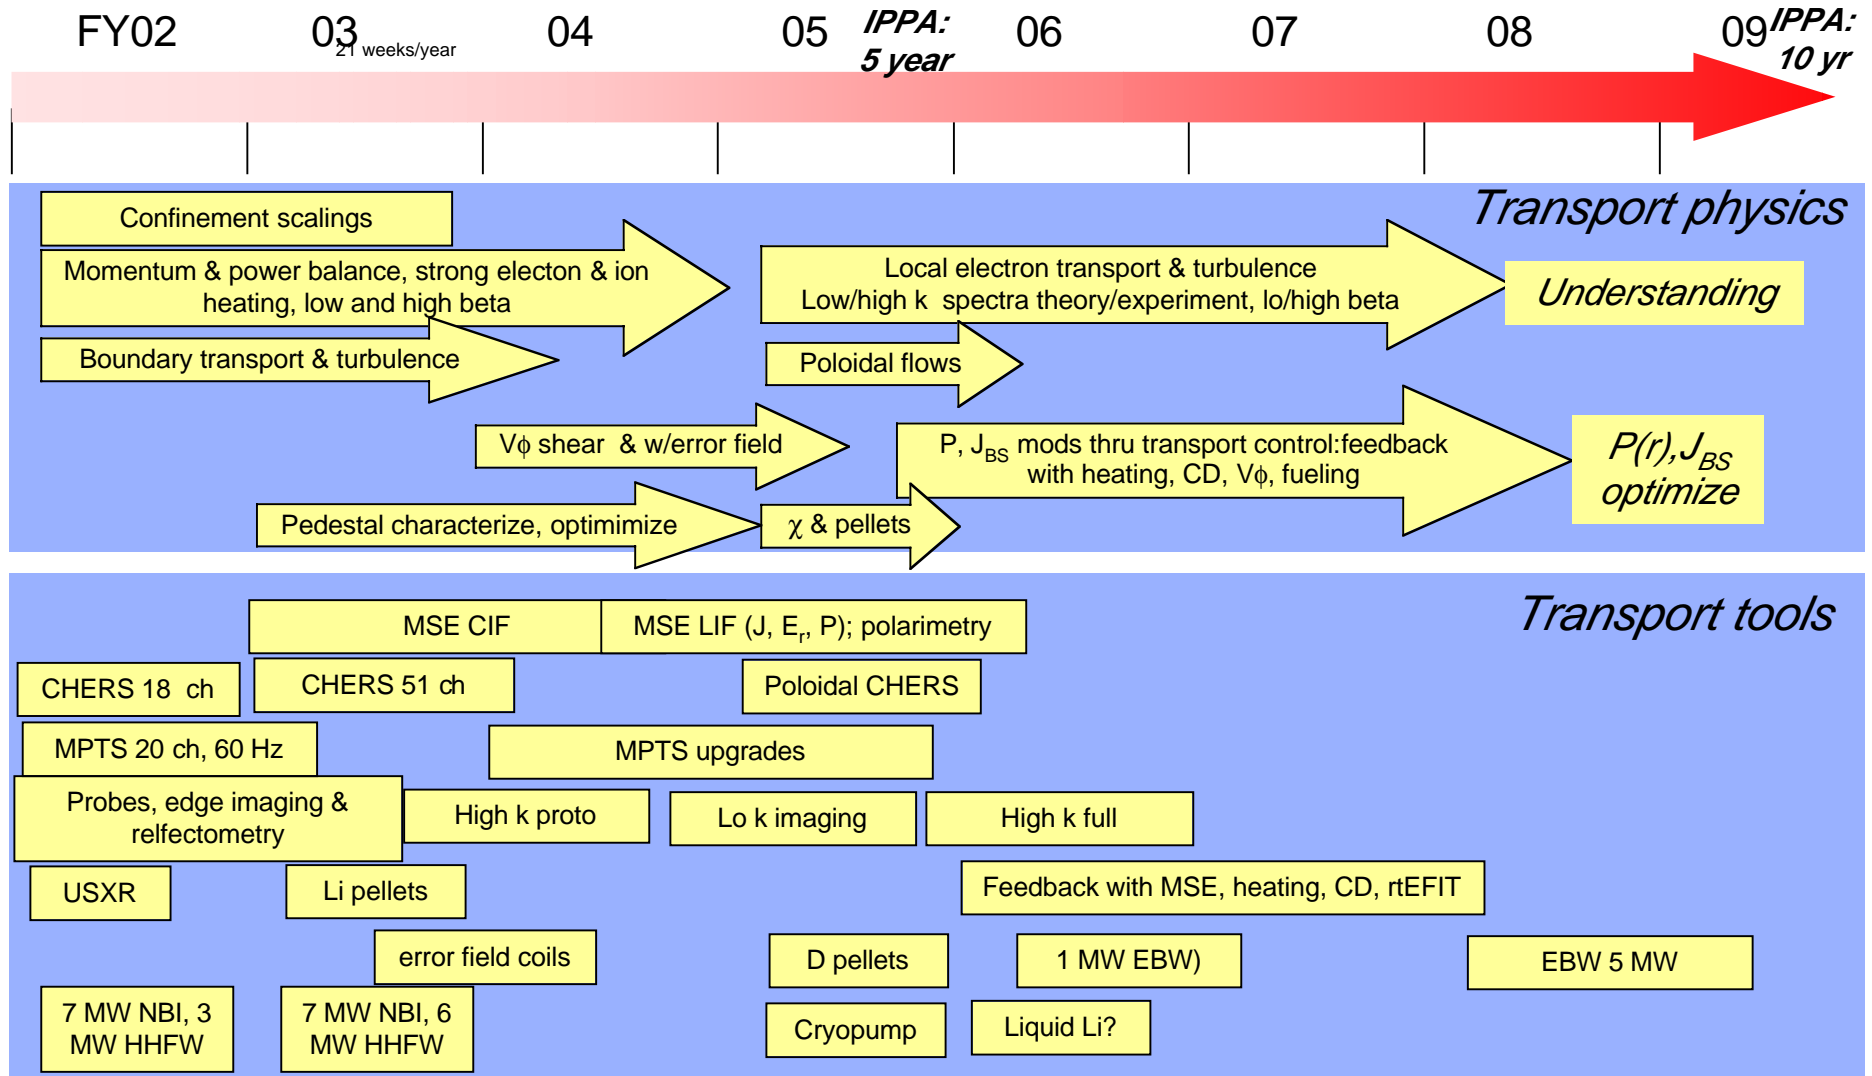 FY02 03 04 05 IPPA: 06 07 08 09 IPPA:
21 weeks/year
5 year
10 yr
Transport physics
Confinement scalings
Momentum & power balance, strong electon & ion
heating, low and high beta
Local electron transport & turbulence
Low/high k spectra theory/experiment, lo/high beta
Understanding
Boundary transport & turbulence
Poloidal flows
Vϕ shear & w/error field
P, J_BS mods thru transport control:feedback
with heating, CD, Vϕ, fueling
P(r),J_BS
optimize
Pedestal characterize, optimimize
χ & pellets
Transport tools
MSE CIF
MSE LIF (J, E_r, P); polarimetry
CHERS 18 ch
CHERS 51 ch
Poloidal CHERS
MPTS 20 ch, 60 Hz
MPTS upgrades
Probes, edge imaging &
relfectometry
High k proto
Lo k imaging
High k full
USXR
Li pellets
Feedback with MSE, heating, CD, rtEFIT
error field coils
D pellets
1 MW EBW)
EBW 5 MW
7 MW NBI, 3
MW HHFW
7 MW NBI, 6
MW HHFW
Cryopump
Liquid Li?